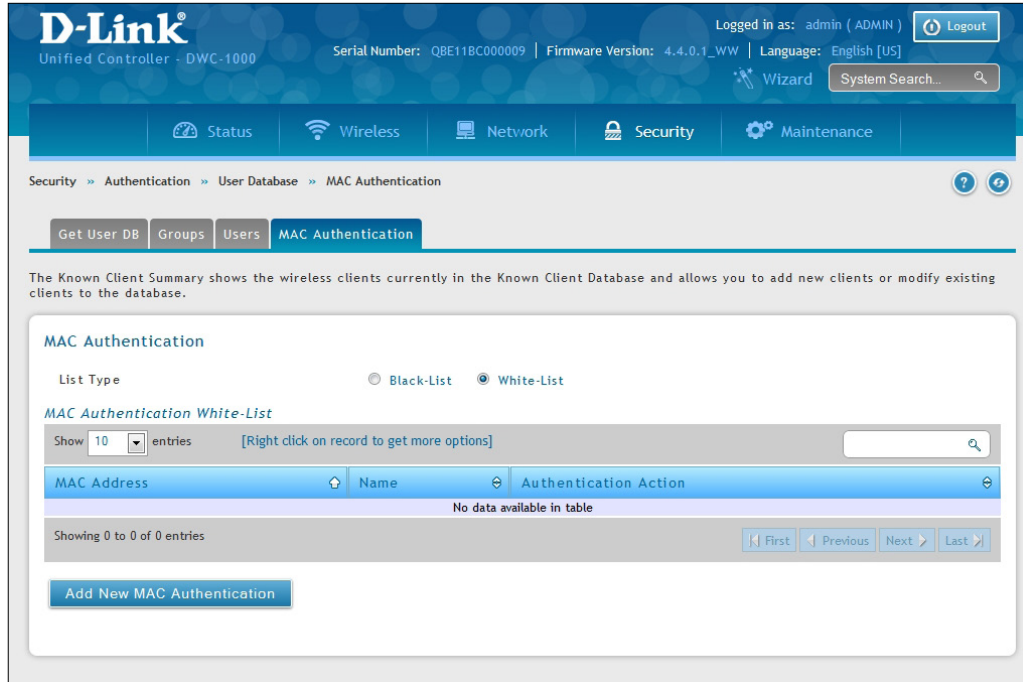 D-Link®
Unified Controller - DWC-1000
Logged in as: admin ( ADMIN )
Logout
Serial Number: QBE11BC000009 | Firmware Version: 4.4.0.1_WW | Language: English [US]
Wizard
System Search...
Status
Wireless
Network
Security
Maintenance
Security » Authentication » User Database » MAC Authentication
?
Get User DB
Groups
Users
MAC Authentication
The Known Client Summary shows the wireless clients currently in the Known Client Database and allows you to add new clients or modify existing
clients to the database.
MAC Authentication
List Type
Black-List
White-List
MAC Authentication White-List
Show 10 entries
[Right click on record to get more options]
MAC Address
Name
Authentication Action
No data available in table
Showing 0 to 0 of 0 entries
First
Previous
Next
Last
Add New MAC Authentication